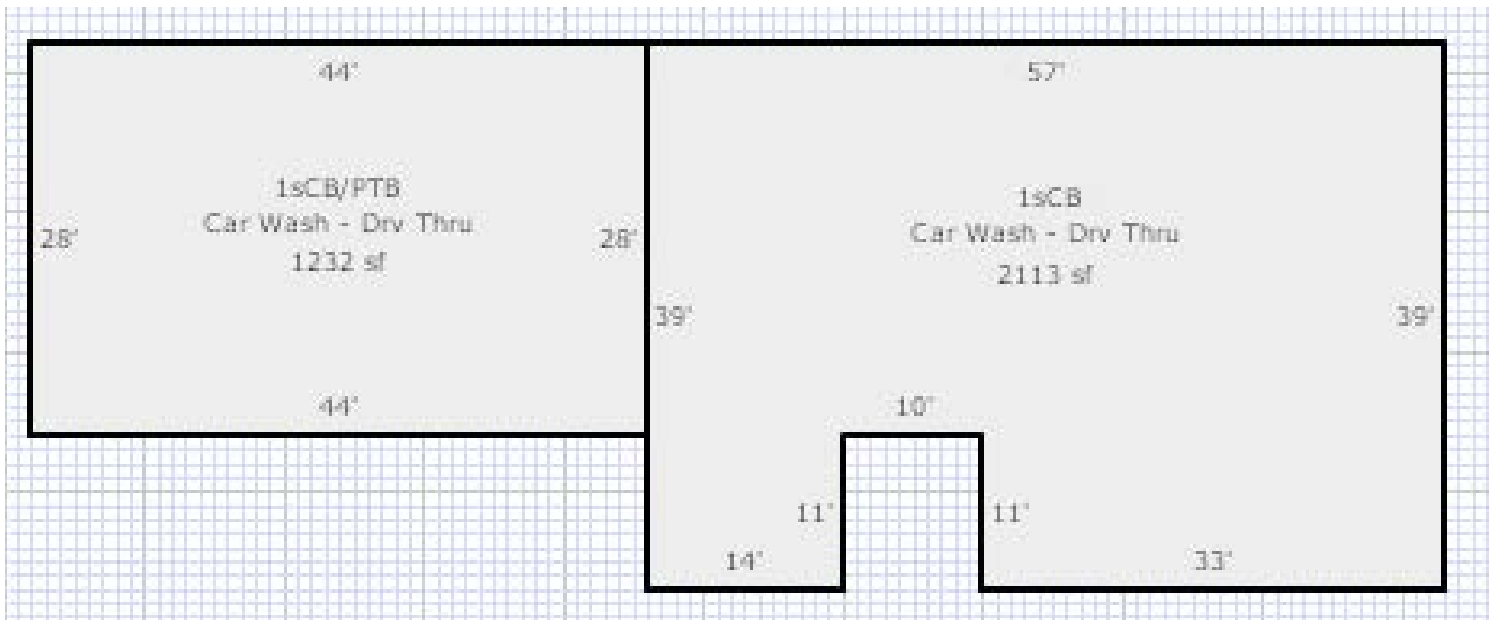 44'
57'
1sCB/PTB
Car Wash - Drv Thru
1232 sf
1sCB
Car Wash - Drv Thru
2113 sf
28'
28'
39'
39'
44'
10'
11'
11'
14'
33'